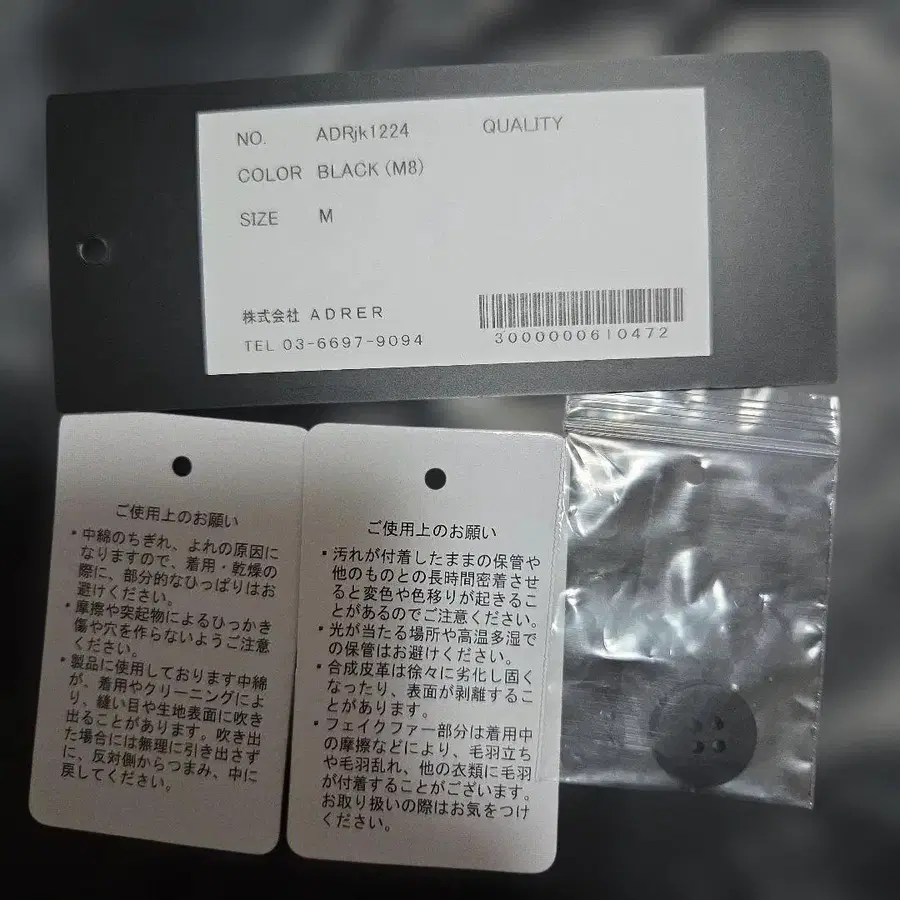 NO. ADRjk1224 QUALITY
COLOR BLACK (M8)
SIZE M
株式会社 ADRER
TEL 03-6697-9094
3000000610472
ご使用上のお願い
・中綿のちぎれ、よれの原因に
なりますので、着用・乾燥の
際に、部分的なひっぱりはお
避けください。
・摩擦や突起物によるひっかき
傷や穴を作らないようご注意
ください。
・製品に使用しております中綿
が、着用やクリーニングによ
り、縫い目や生地表面に吹き
出ることがあります。吹き出
た場合には無理に引き出さず
に、反対側からつまみ、中に
戻してください。
ご使用上のお願い
・汚れが付着したままの保管や
他のものとの長時間密着させ
ると変色や色移りが起きるこ
とがあるのでご注意ください。
・光が当たる場所や高温多湿で
の保管はお避けください。
・合成皮革は徐々に劣化し固く
なったり、表面が剥離するこ
とがあります。
・フェイクファー部分は着用中
の摩擦などにより、毛羽立ち
や毛羽乱れ、他の衣類に毛羽
が付着することがございます。
お取り扱いの際はお気をつけ
ください。